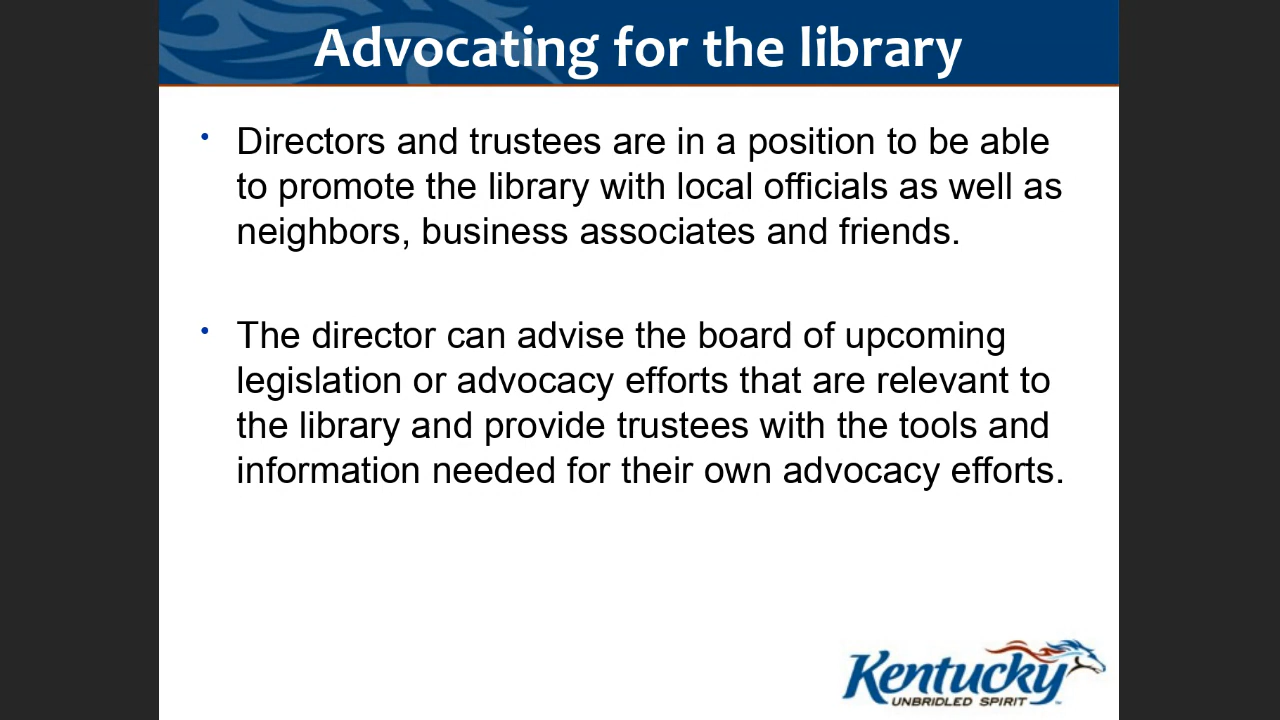 Advocating for the library
• Directors and trustees are in a position to be able
to promote the library with local officials as well as
neighbors, business associates and friends.
• The director can advise the board of upcoming
legislation or advocacy efforts that are relevant to
the library and provide trustees with the tools and
information needed for their own advocacy efforts.
Kentucky
UNBRIDLED SPIRIT™